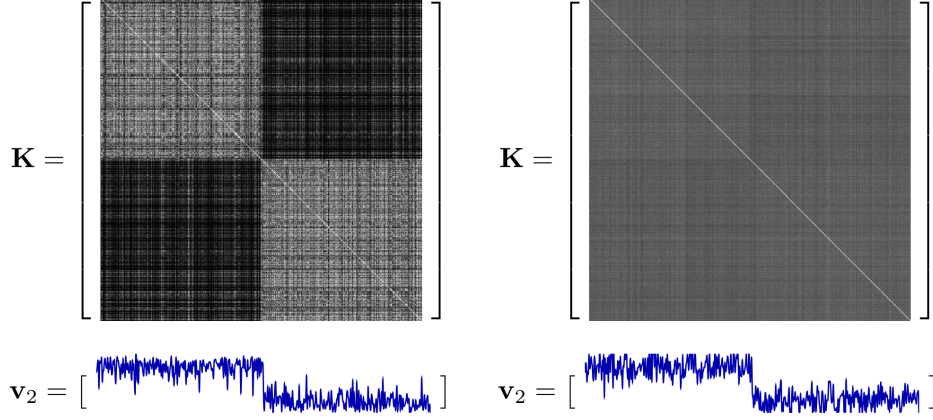 K =
K =
v₂ =
v₂ =